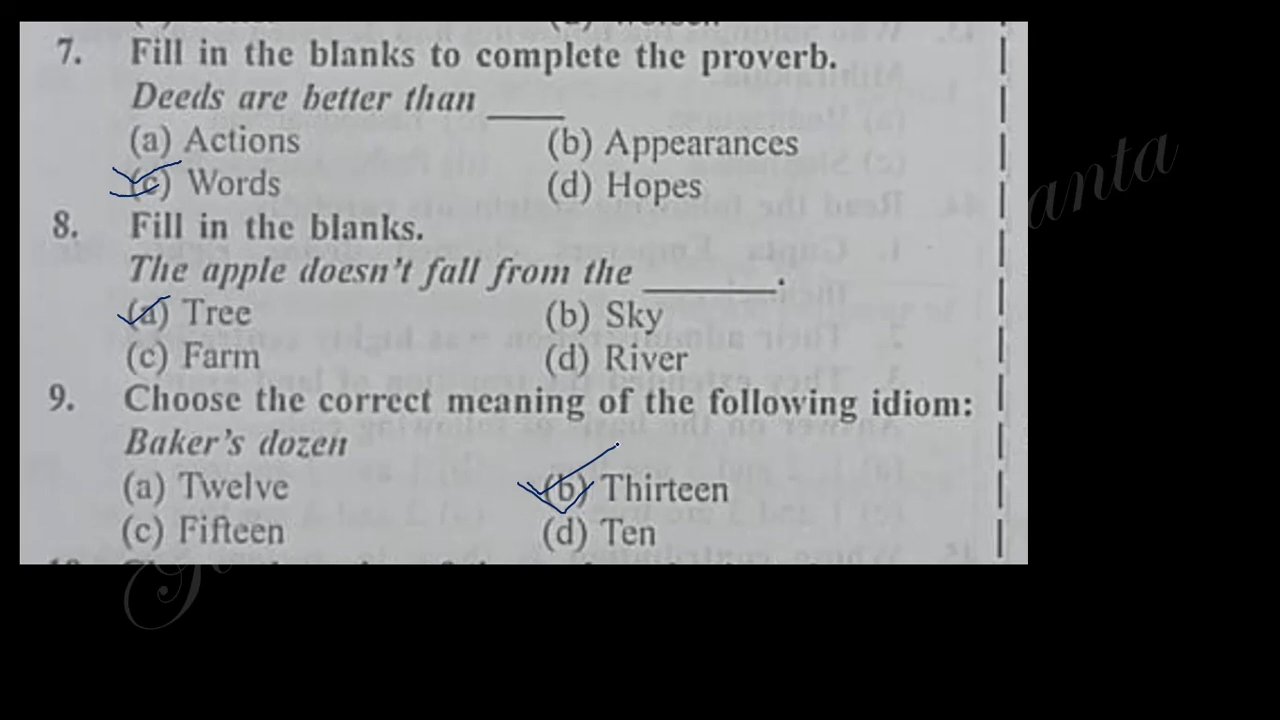 7. Fill in the blanks to complete the proverb.
Deeds are better than ____
(a) Actions (b) Appearances
(c) Words (d) Hopes
8. Fill in the blanks.
The apple doesn't fall from the ______.
(a) Tree (b) Sky
(c) Farm (d) River
9. Choose the correct meaning of the following idiom:
Baker's dozen
(a) Twelve (b) Thirteen
(c) Fifteen (d) Ten
anta